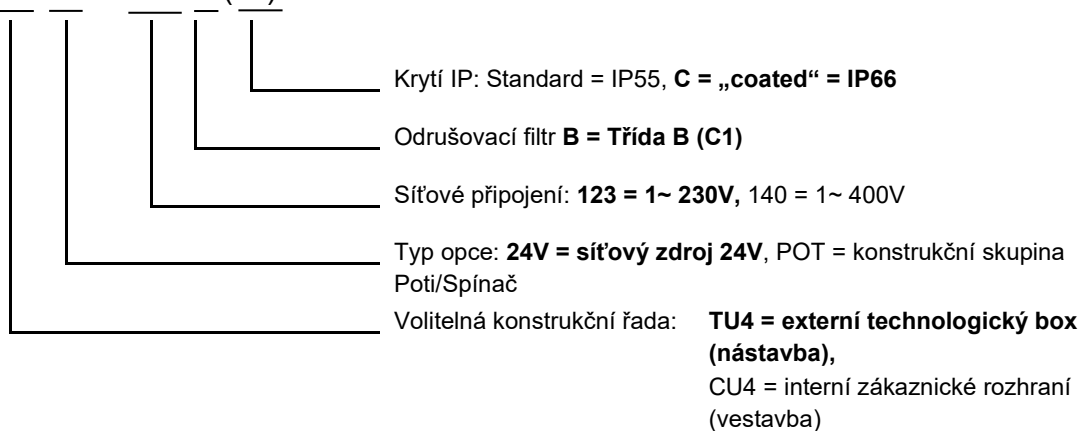 Krytí IP: Standard = IP55, C = „coated“ = IP66
Odrušovací filtr B = Třída B (C1)
Síťové připojení: 123 = 1~ 230V, 140 = 1~ 400V
Typ opce: 24V = síťový zdroj 24V, POT = konstrukční skupina
Poti/Spínač
Volitelná konstrukční řada: TU4 = externí technologický box
(nástavba),
CU4 = interní zákaznické rozhraní
(vestavba)